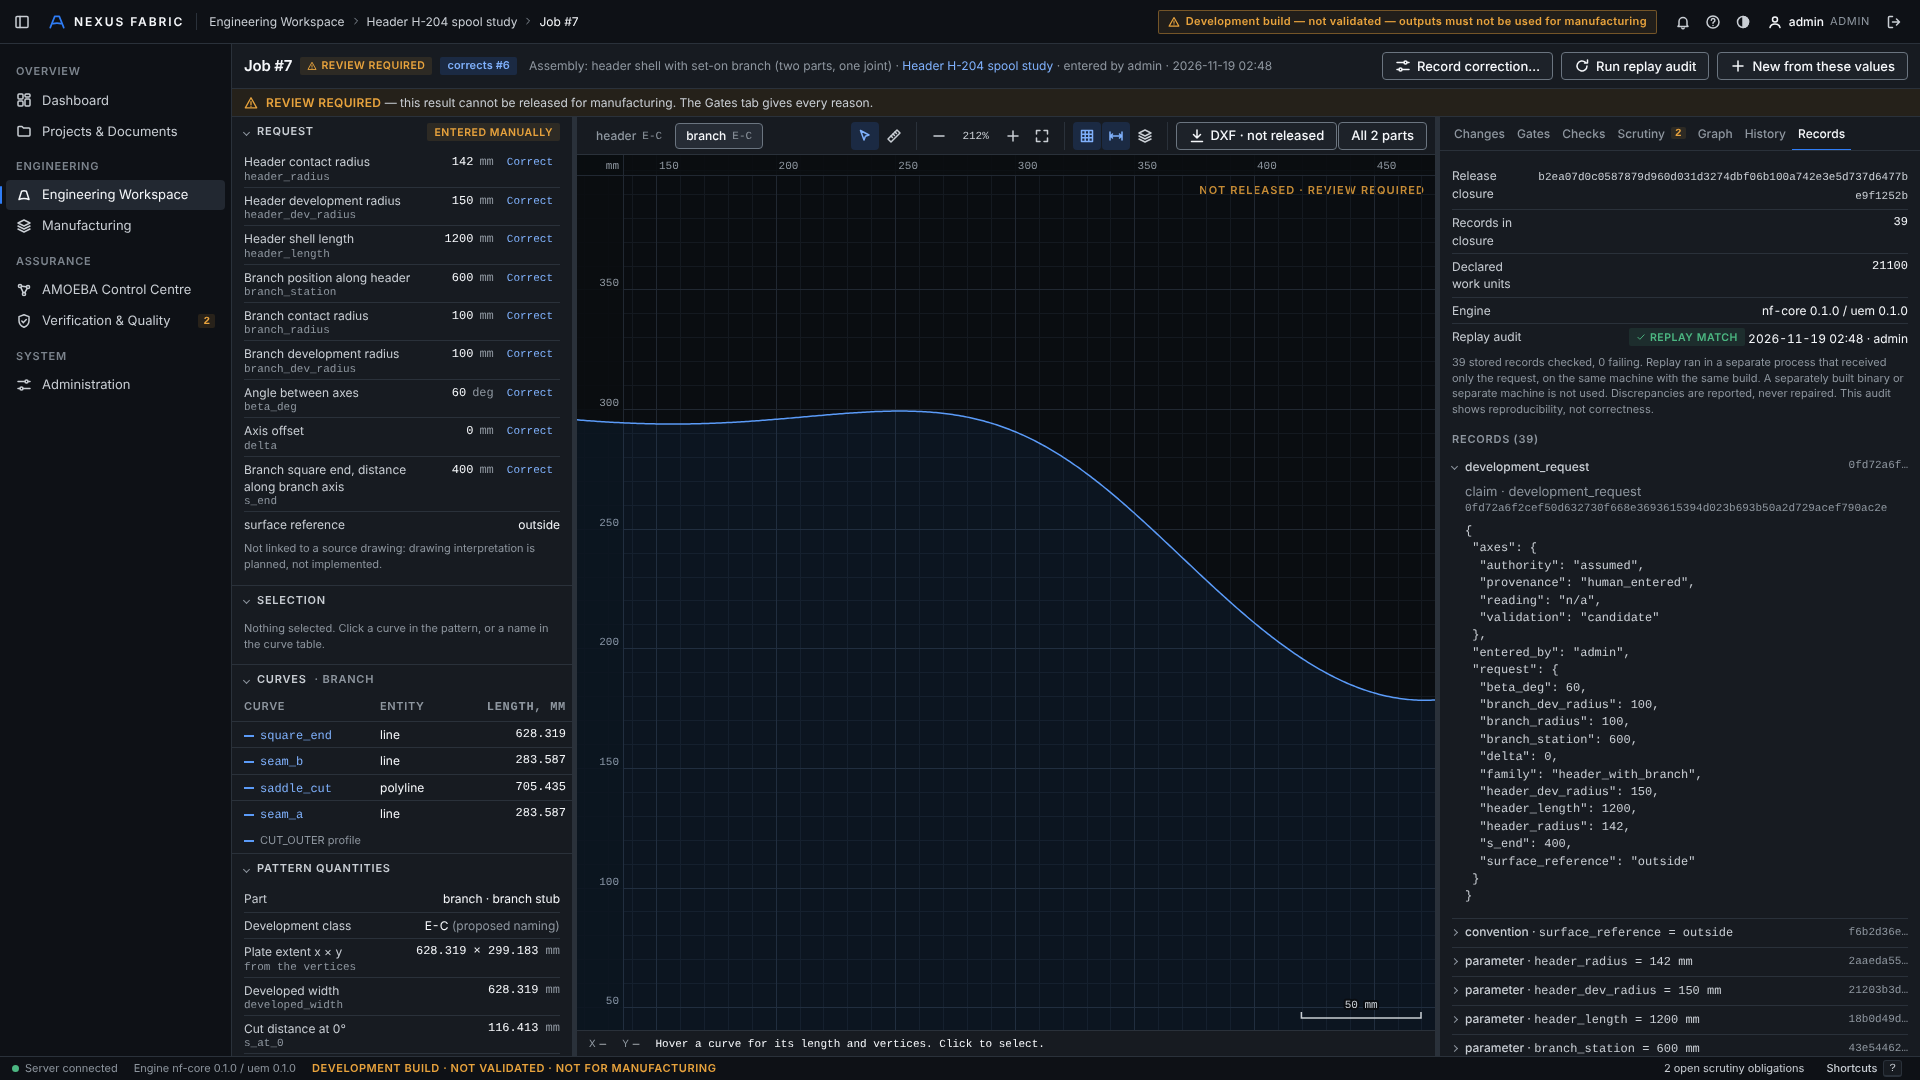 NEXUS FABRIC
Engineering Workspace › Header H-204 spool study › Job #7
Development build — not validated — outputs must not be used for manufacturing
admin ADMIN
OVERVIEW
Dashboard
Projects & Documents
ENGINEERING
Engineering Workspace
Manufacturing
ASSURANCE
AMOEBA Control Centre
Verification & Quality 2
SYSTEM
Administration
Job #7 REVIEW REQUIRED corrects #6 Assembly: header shell with set-on branch (two parts, one joint) · Header H-204 spool study · entered by admin · 2026-11-19 02:48
Record correction... Run replay audit New from these values
REVIEW REQUIRED — this result cannot be released for manufacturing. The Gates tab gives every reason.
REQUEST ENTERED MANUALLY
Header contact radius 142 mm Correct
header_radius
Header development radius 150 mm Correct
header_dev_radius
Header shell length 1200 mm Correct
header_length
Branch position along header 600 mm Correct
branch_station
Branch contact radius 100 mm Correct
branch_radius
Branch development radius 100 mm Correct
branch_dev_radius
Angle between axes 60 deg Correct
beta_deg
Axis offset 0 mm Correct
delta
Branch square end, distance 400 mm Correct
along branch axis
s_end
surface reference outside
Not linked to a source drawing: drawing interpretation is
planned, not implemented.
SELECTION
Nothing selected. Click a curve in the pattern, or a name in
the curve table.
CURVES · BRANCH
CURVE ENTITY LENGTH, MM
square_end line 628.319
seam_b line 283.587
saddle_cut polyline 705.435
seam_a line 283.587
CUT_OUTER profile
PATTERN QUANTITIES
Part branch · branch stub
Development class E-C (proposed naming)
Plate extent x × y 628.319 × 299.183 mm
from the vertices
Developed width 628.319 mm
developed_width
Cut distance at 0° 116.413 mm
s_at_0
header E-C branch E-C
212%
DXF · not released All 2 parts
mm 150 200 250 300 350 400 450
NOT RELEASED · REVIEW REQUIRED
350
300
250
200
150
100
50
50 mm
X — Y — Hover a curve for its length and vertices. Click to select.
Changes Gates Checks Scrutiny 2 Graph History Records
Release b2ea07d0c0587879d960d031d3274dbf06b100a742e3e5d737d6477b
closure e9f1252b
Records in 39
closure
Declared 21100
work units
Engine nf-core 0.1.0 / uem 0.1.0
Replay audit REPLAY MATCH 2026-11-19 02:48 · admin
39 stored records checked, 0 failing. Replay ran in a separate process that received
only the request, on the same machine with the same build. A separately built binary or
separate machine is not used. Discrepancies are reported, never repaired. This audit
shows reproducibility, not correctness.
RECORDS (39)
development_request 0fd72a6f…
claim · development_request
0fd72a6f2cef50d632730f668e3693615394d023b693b50a2d729acef790ac2e
{
"axes": {
"authority": "assumed",
"provenance": "human_entered",
"reading": "n/a",
"validation": "candidate"
},
"entered_by": "admin",
"request": {
"beta_deg": 60,
"branch_dev_radius": 100,
"branch_radius": 100,
"branch_station": 600,
"delta": 0,
"family": "header_with_branch",
"header_dev_radius": 150,
"header_length": 1200,
"header_radius": 142,
"s_end": 400,
"surface_reference": "outside"
}
}
convention · surface_reference = outside f6b2d36e…
parameter · header_radius = 142 mm 2aaeda55…
parameter · header_dev_radius = 150 mm 21203b3d…
parameter · header_length = 1200 mm 18b0d49d…
parameter · branch_station = 600 mm 43e54462…
Server connected Engine nf-core 0.1.0 / uem 0.1.0 DEVELOPMENT BUILD · NOT VALIDATED · NOT FOR MANUFACTURING
2 open scrutiny obligations Shortcuts ?